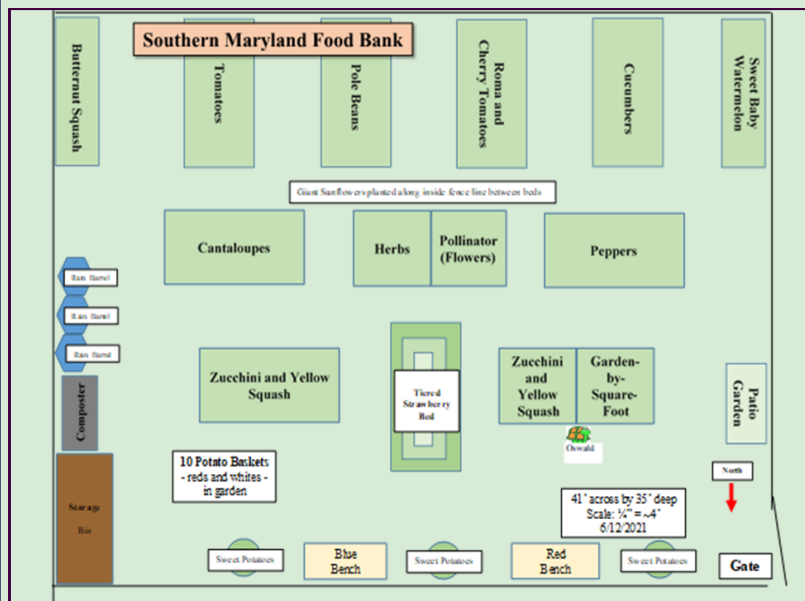 Southern Maryland Food Bank
Butternut Squash
Tomatoes
Pole Beans
Roma and
Cherry Tomatoes
Cucumbers
Sweet Baby
Watermelon
Giant Sunflowers planted along inside fence line between beds
Cantaloupes
Herbs
Pollinator
(Flowers)
Peppers
Rain Barrel
Rain Barrel
Rain Barrel
Zucchini and Yellow
Squash
Tiered
Strawberry
Bed
Zucchini
and
Yellow
Squash
Garden-
by-
Square-
Foot
Patio
Garden
Composter
Oswald
10 Potato Baskets
- reds and whites -
in garden
North
Storage
Bin
41' across by 35' deep
Scale: ¼" = ~4'
6/12/2021
Sweet Potatoes
Blue
Bench
Sweet Potatoes
Red
Bench
Sweet Potatoes
Gate